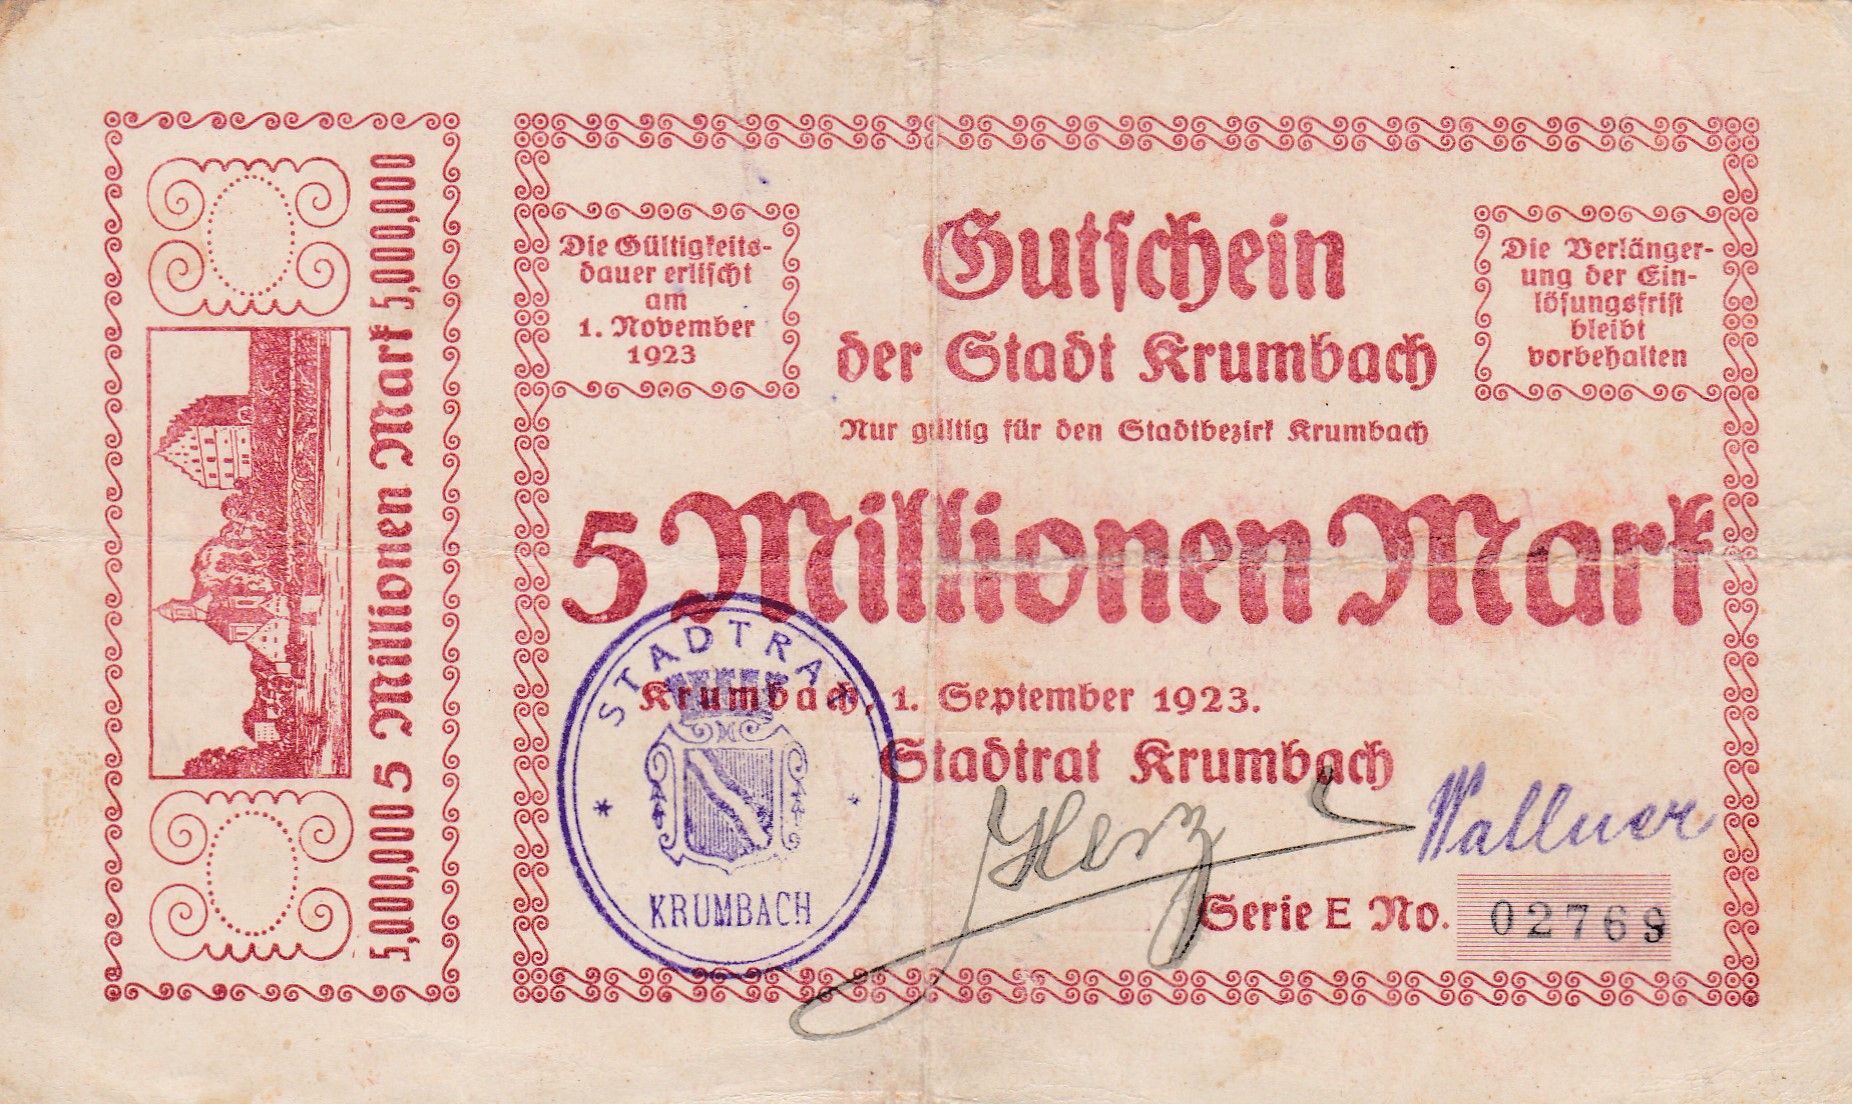 5,000,000 5 Millionen Mark 5,000,000
Die Gültigkeits-
dauer erlischt
am
1. November
1923
Gutschein
der Stadt Krumbach
Nur gültig für den Stadtbezirk Krumbach
Die Verlänger-
ung der Ein-
lösungsfrist
bleibt
vorbehalten
5 Millionen Mark
Krumbach, 1. September 1923.
Stadtrat Krumbach
STADTRAT
KRUMBACH
Herz
Wallner
Serie E No. 02769